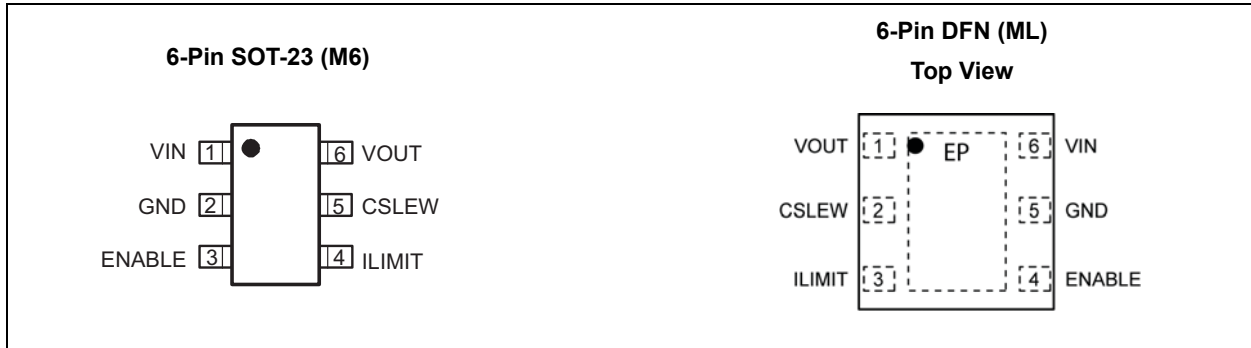 6-Pin SOT-23 (M6)
VIN 1 6 VOUT
GND 2 5 CSLEW
ENABLE 3 4 ILIMIT
6-Pin DFN (ML)
Top View
VOUT 1 EP 6 VIN
CSLEW 2 5 GND
ILIMIT 3 4 ENABLE